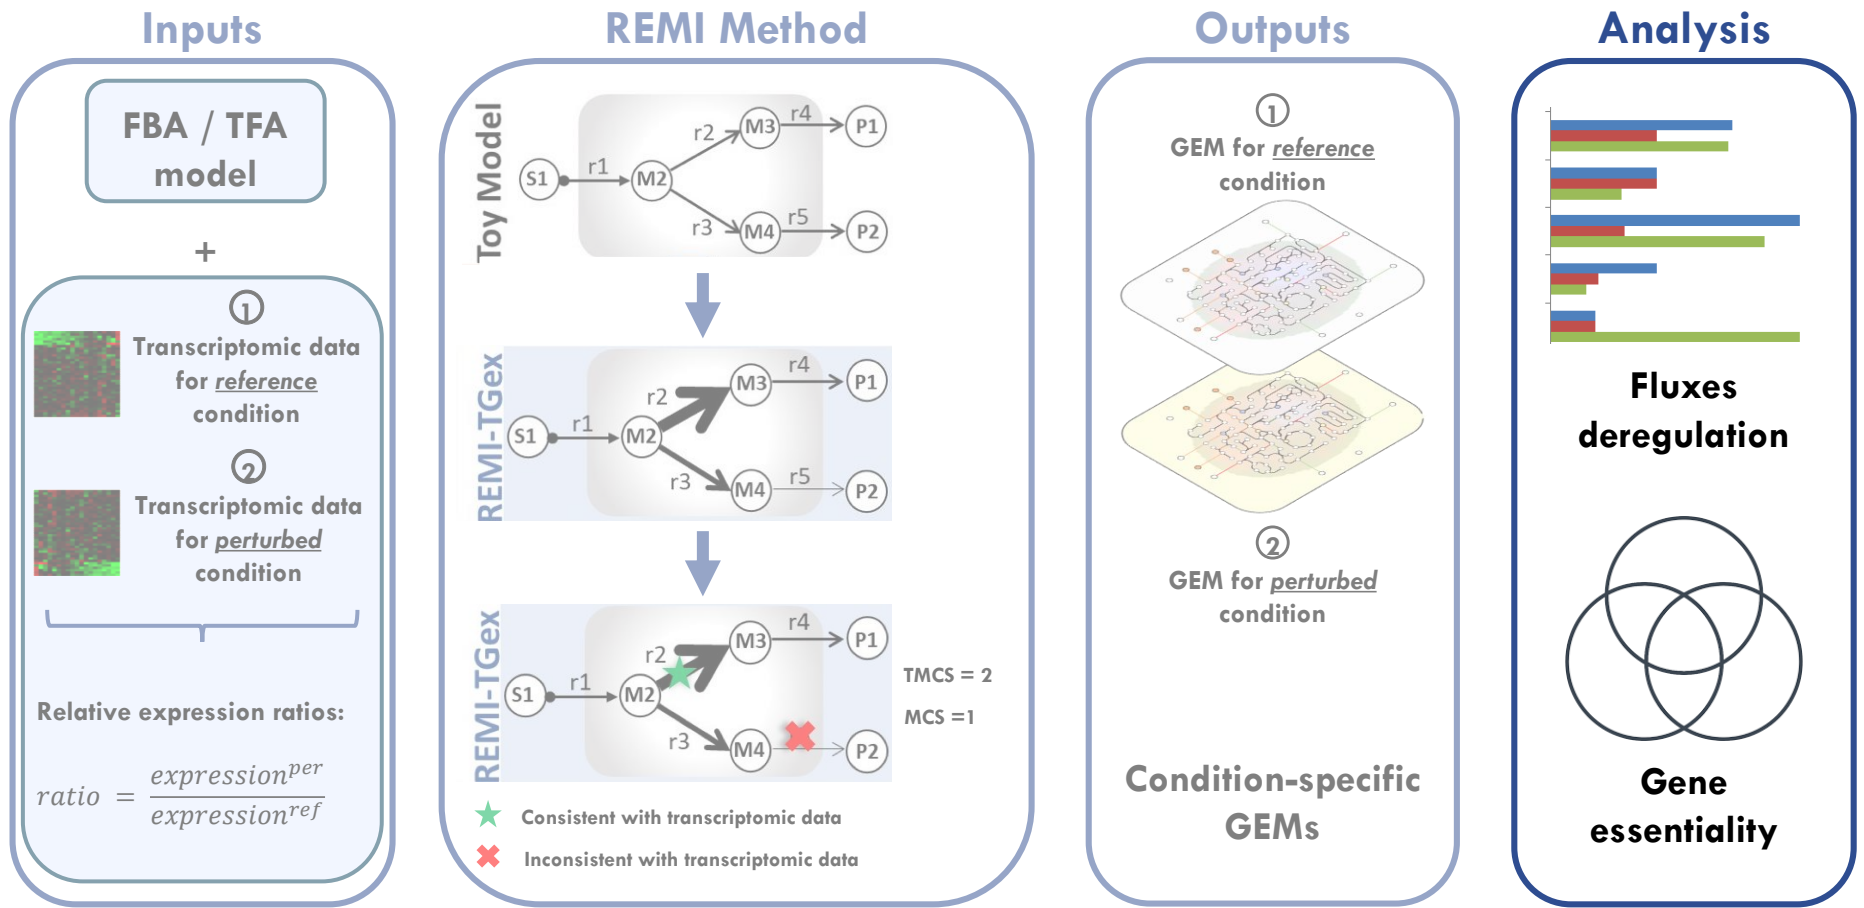 Inputs
FBA / TFA
model
+
1
Transcriptomic data
for reference
condition
2
Transcriptomic data
for perturbed
condition
Relative expression ratios:
ratio = expression^per / expression^ref
REMI Method
Toy Model
S1
r1
M2
r2
M3
r4
P1
r3
M4
r5
P2
REMI-TGex
S1
r1
M2
r2
M3
r4
P1
r3
M4
r5
P2
REMI-TGex
S1
r1
M2
r2
M3
r4
P1
r3
M4
P2
TMCS = 2
MCS =1
Consistent with transcriptomic data
Inconsistent with transcriptomic data
Outputs
1
GEM for reference
condition
2
GEM for perturbed
condition
Condition-specific
GEMs
Analysis
Fluxes
deregulation
Gene
essentiality